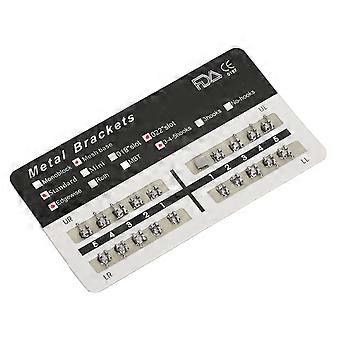 FDA CE
0197
Metal Brackets
Monoblock Mesh base 018"slot 022"slot
Standard Mini MBT 3-4-5hooks 3hooks No-hooks
Edgewise Roth
UR UL
5 4 3 2 1 1 2 3 4 5
LR LL